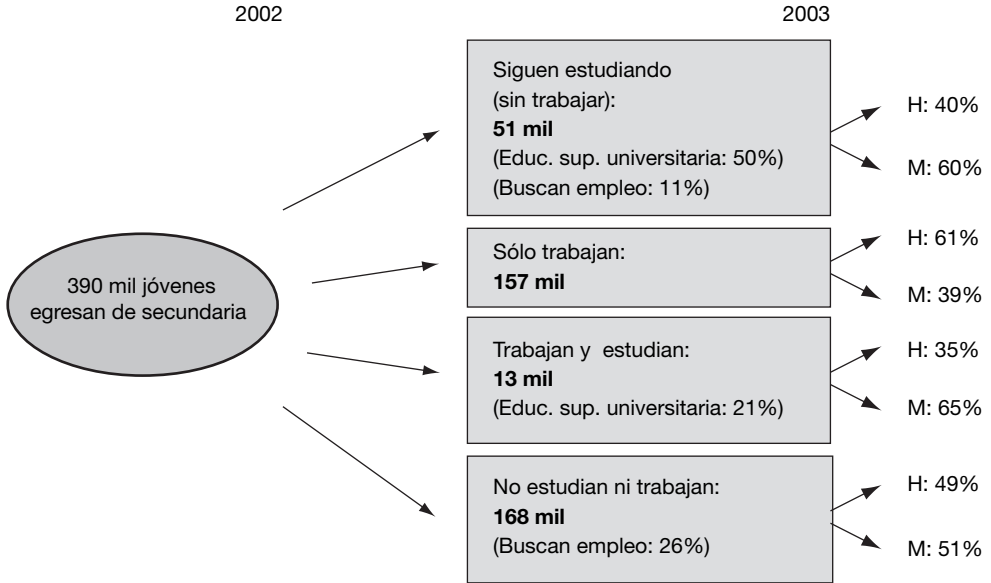 2002
2003
390 mil jóvenes
egresan de secundaria
Siguen estudiando
(sin trabajar):
51 mil
(Educ. sup. universitaria: 50%)
(Buscan empleo: 11%)
H: 40%
M: 60%
Sólo trabajan:
157 mil
H: 61%
M: 39%
Trabajan y estudian:
13 mil
(Educ. sup. universitaria: 21%)
H: 35%
M: 65%
No estudian ni trabajan:
168 mil
(Buscan empleo: 26%)
H: 49%
M: 51%